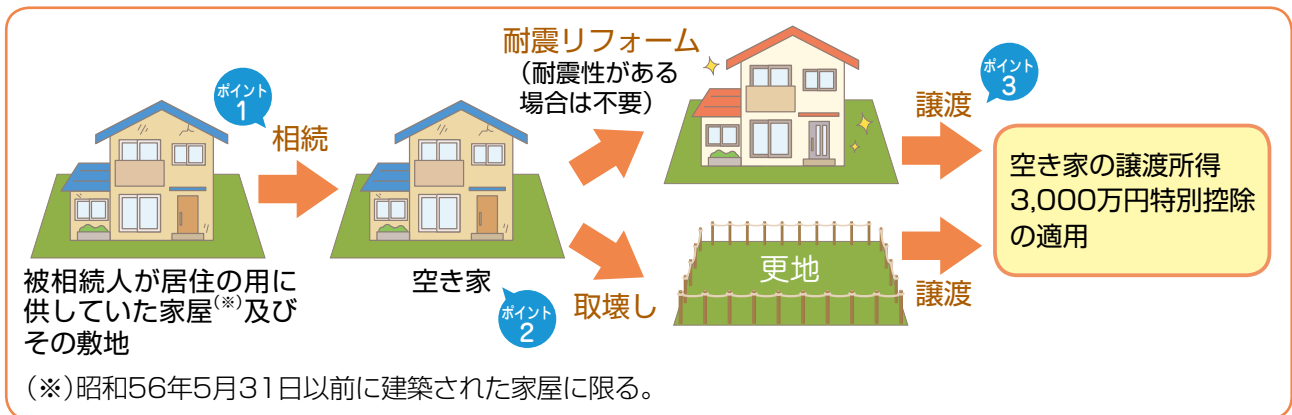 ポイント
1
相続
被相続人が居住の用に
供していた家屋(※)及び
その敷地
空き家
ポイント
2
耐震リフォーム
（耐震性がある
場合は不要）
取壊し
更地
ポイント
3
譲渡
譲渡
空き家の譲渡所得
3,000万円特別控除
の適用
(※)昭和56年5月31日以前に建築された家屋に限る。